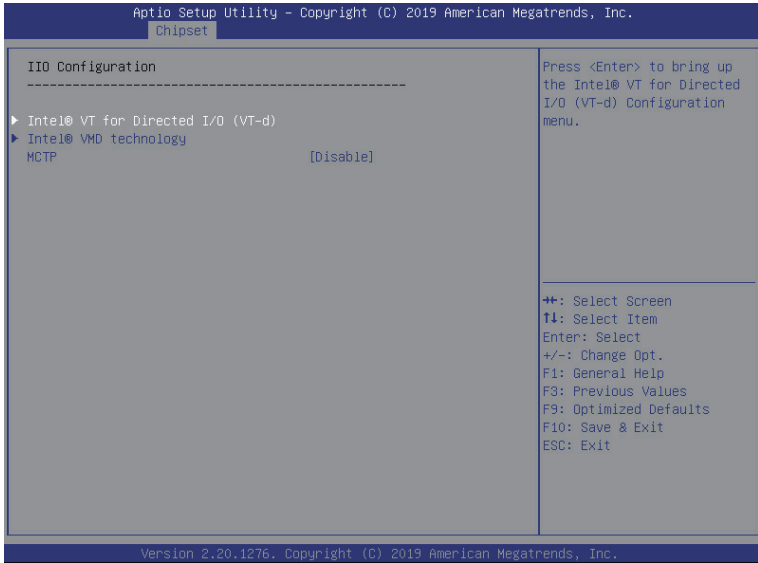 Aptio Setup Utility – Copyright (C) 2019 American Megatrends, Inc.
Chipset
IIO Configuration
--------------------------------------------------
Intel® VT for Directed I/O (VT-d)
Intel® VMD technology
MCTP [Disable]
Press <Enter> to bring up
the Intel® VT for Directed
I/O (VT-d) Configuration
menu.
→←: Select Screen
↑↓: Select Item
Enter: Select
+/-: Change Opt.
F1: General Help
F3: Previous Values
F9: Optimized Defaults
F10: Save & Exit
ESC: Exit
Version 2.20.1276. Copyright (C) 2019 American Megatrends, Inc.